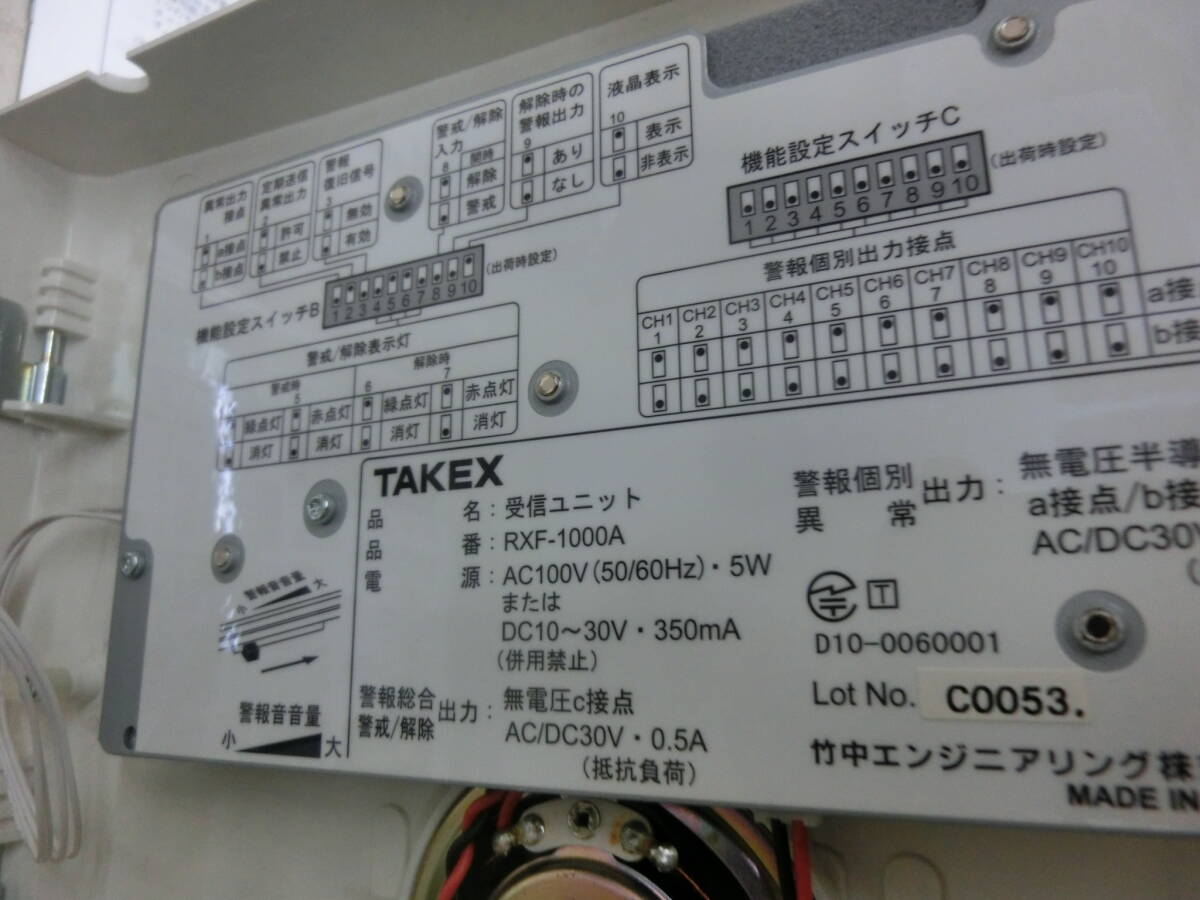 異常出力
接点
1
a接点
b接点
定期送信
異常出力
2
許可
禁止
警報
復旧信号
3
無効
有効
警戒/解除
入力
8 開時
解除
警戒
解除時の
警報出力
9
あり
なし
液晶表示
10
表示
非表示
機能設定スイッチB
1 2 3 4 5 6 7 8 9 10
(出荷時設定)
機能設定スイッチC
1 2 3 4 5 6 7 8 9 10
(出荷時設定)
警報個別出力接点
CH1 CH2 CH3 CH4 CH5 CH6 CH7 CH8 CH9 CH10
1 2 3 4 5 6 7 8 9 10
a接
b接
警戒/解除表示灯
警戒時 解除時
5 6 7
緑点灯 赤点灯 緑点灯 赤点灯
消灯 消灯 消灯 消灯
TAKEX
品名:受信ユニット
品番:RXF-1000A
電源:AC100V(50/60Hz)・5W
または
DC10〜30V・350mA
(併用禁止)
警報総合
警戒/解除 出力:無電圧c接点
AC/DC30V・0.5A
(抵抗負荷)
警報個別
異常 出力:無電圧半導
a接点/b接
AC/DC30V
T
D10-0060001
Lot No. C0053.
竹中エンジニアリング株
MADE IN
警報音音量
小 大
警報音音量
小 大